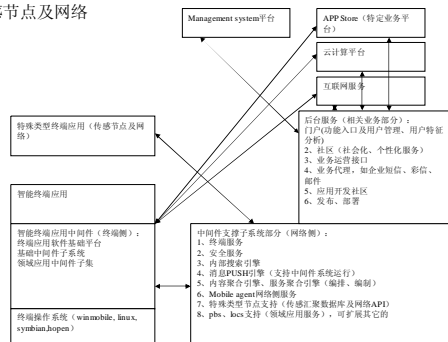 节点及网络
Management system平台
APP Store（特定业务平
台）
云计算平台
互联网服务
特殊类型终端应用（传感节点及网
络）
后台服务（相关业务部分）：
门户(功能入口及用户管理、用户特征
分析)
2、社区（社会化、个性化服务）
3、业务运营接口
4、业务代理，如企业短信、彩信、
邮件
5、应用开发社区
6、发布、部署
智能终端应用
智能终端应用中间件（终端侧）：
终端应用软件基础平台
基础中间件子系统
领域应用中间件子集
中间件支撑子系统部分（网络侧）：
1、终端服务
2、安全服务
3、内部搜索引擎
4、消息PUSH引擎（支持中间件系统运行）
5、内容聚合引擎、服务聚合引擎（编排、编制）
6、Mobile agent网络侧服务
7、特殊类型节点支持（传感汇聚数据库及网络API）
8、pbs、locs支持（领域应用服务），可扩展其它的
终端操作系统（winmobile, linux,
symbian,hopen）